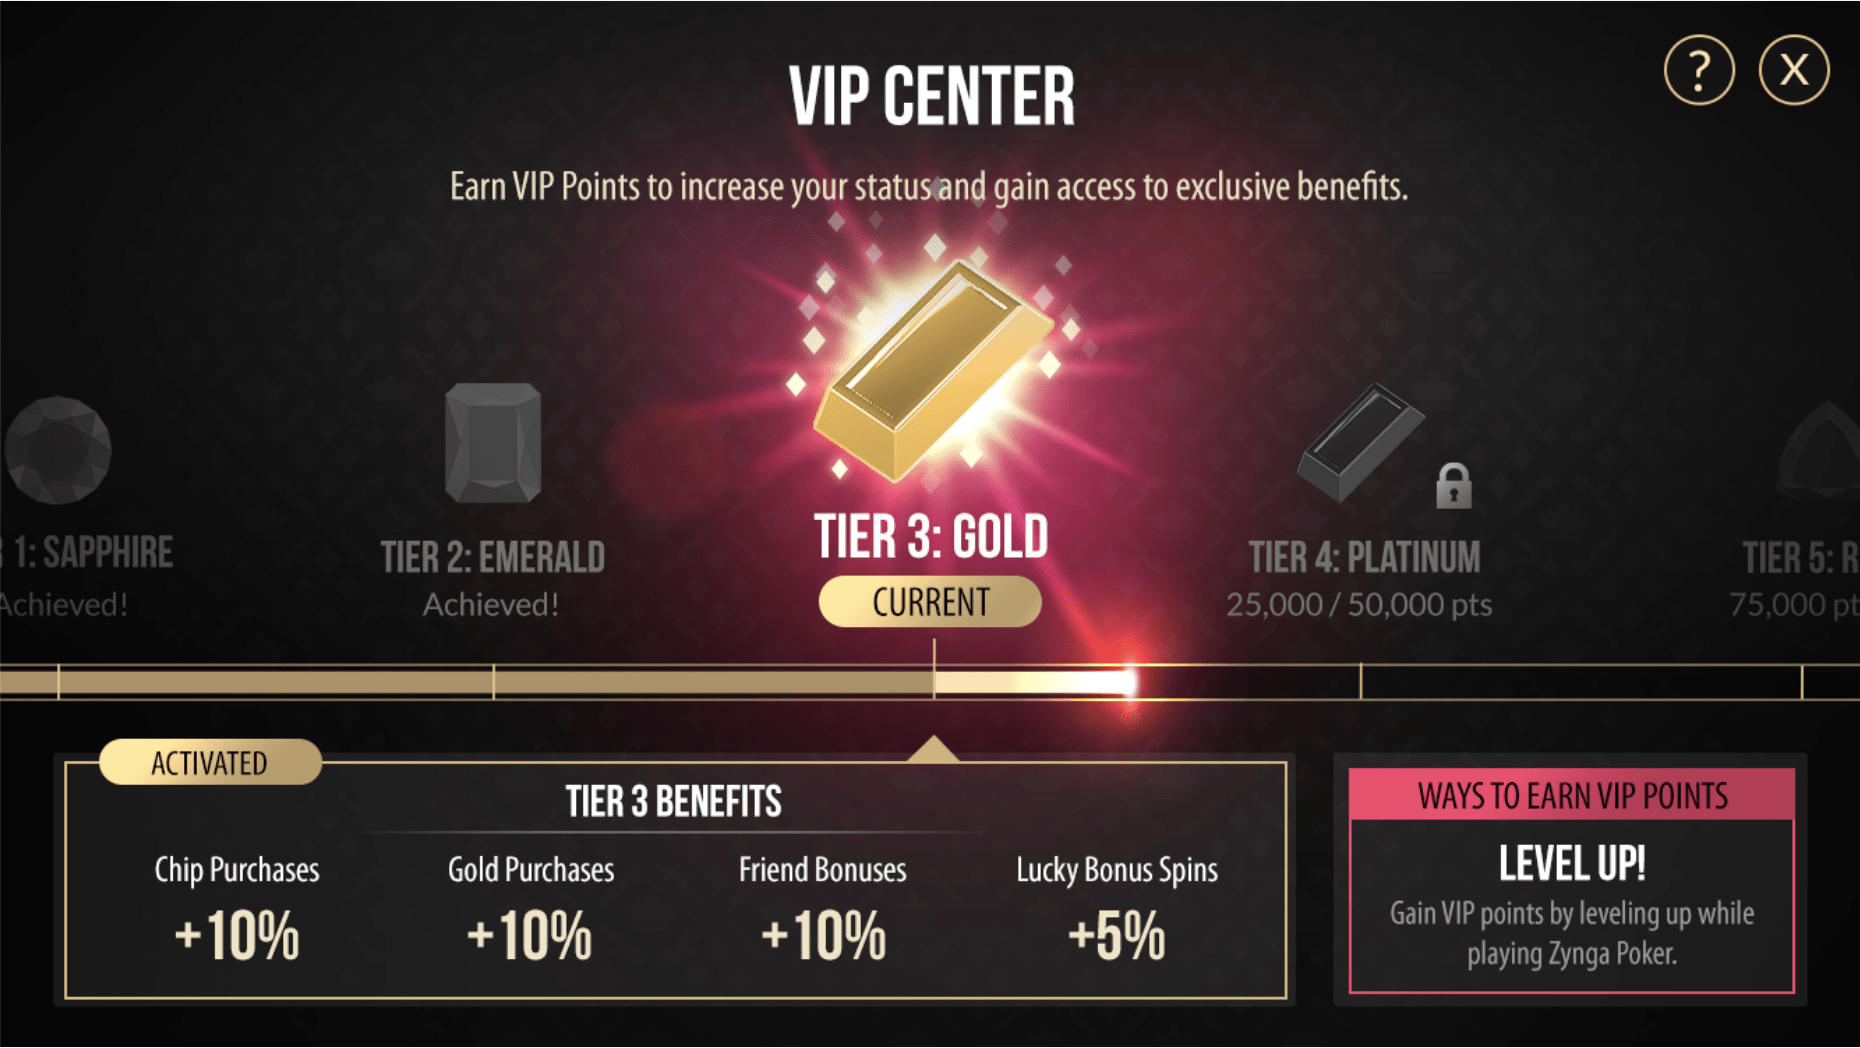 VIP CENTER
? X
Earn VIP Points to increase your status and gain access to exclusive benefits.
R 1: SAPPHIRE
Achieved!
TIER 2: EMERALD
Achieved!
TIER 3: GOLD
CURRENT
TIER 4: PLATINUM
25,000 / 50,000 pts
TIER 5: R
75,000 pt
ACTIVATED
TIER 3 BENEFITS
Chip Purchases
+10%
Gold Purchases
+10%
Friend Bonuses
+10%
Lucky Bonus Spins
+5%
WAYS TO EARN VIP POINTS
LEVEL UP!
Gain VIP points by leveling up while
playing Zynga Poker.